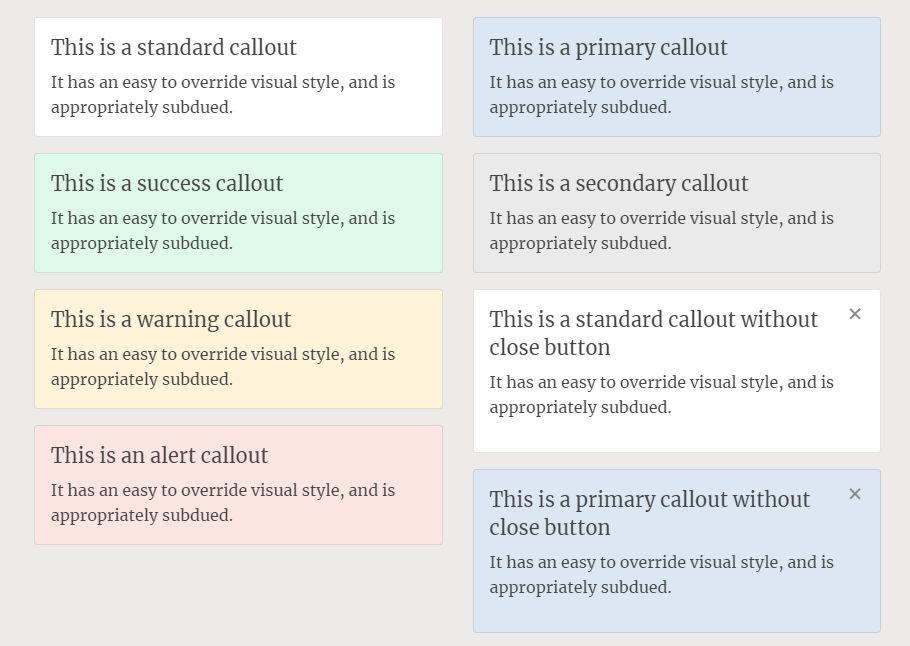 This is a standard callout
It has an easy to override visual style, and is
appropriately subdued.
This is a success callout
It has an easy to override visual style, and is
appropriately subdued.
This is a warning callout
It has an easy to override visual style, and is
appropriately subdued.
This is an alert callout
It has an easy to override visual style, and is
appropriately subdued.
This is a primary callout
It has an easy to override visual style, and is
appropriately subdued.
This is a secondary callout
It has an easy to override visual style, and is
appropriately subdued.
This is a standard callout without
close button
It has an easy to override visual style, and is
appropriately subdued.
This is a primary callout without
close button
It has an easy to override visual style, and is
appropriately subdued.